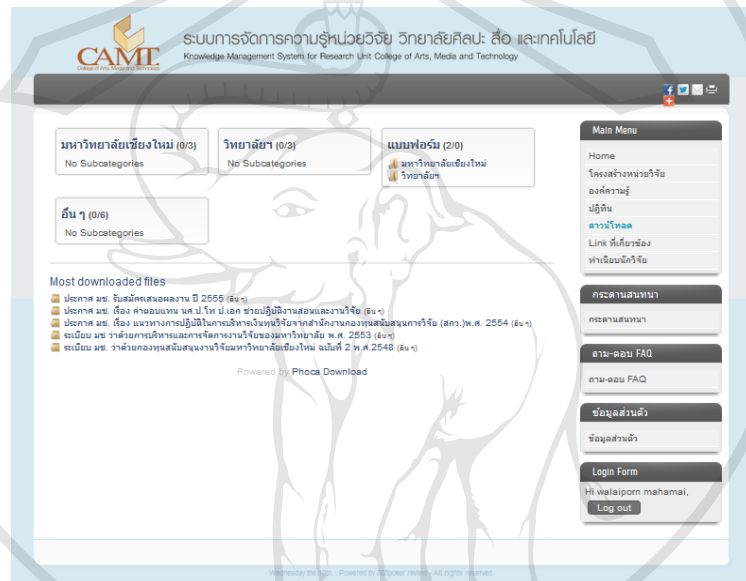 CAMT
College of Arts, Media and Technology
ระบบการจัดการความรู้หน่วยวิจัย วิทยาลัยศิลปะ สื่อ และเทคโนโลยี
Knowledge Management System for Research Unit College of Arts, Media and Technology
มหาวิทยาลัยเชียงใหม่ (0/3)
No Subcategories
วิทยาลัยฯ (0/3)
No Subcategories
แบบฟอร์ม (2/0)
มหาวิทยาลัยเชียงใหม่
วิทยาลัยฯ
อื่น ๆ (0/6)
No Subcategories
Most downloaded files
ประกาศ มช. รับสมัครเสนอผลงาน ปี 2555 (อื่น ๆ)
ประกาศ มช. เรื่อง ค่าตอบแทน นศ.ป.โท ป.เอก ช่วยปฏิบัติงานสอนและงานวิจัย (อื่น ๆ)
ประกาศ มช. เรื่อง แนวทางการปฏิบัติในการบริหารเงินทุนวิจัยจากสำนักงานกองทุนสนับสนุนการวิจัย (สกว.)พ.ศ. 2554 (อื่น ๆ)
ระเบียบ มช ว่าด้วยการบริหารและการจัดการงานวิจัยของมหาวิทยาลัย พ.ศ. 2553 (อื่น ๆ)
ระเบียบ มช. ว่าด้วยกองทุนสนับสนุนงานวิจัยมหาวิทยาลัยเชียงใหม่ ฉบับที่ 2 พ.ศ.2548 (อื่น ๆ)
Powered by Phoca Download
Main Menu
Home
โครงสร้างหน่วยวิจัย
องค์ความรู้
ปฏิทิน
ดาวน์โหลด
Link ที่เกี่ยวข้อง
ทำเนียบนักวิจัย
กระดานสนทนา
กระดานสนทนา
ถาม-ตอบ FAQ
ถาม-ตอบ FAQ
ข้อมูลส่วนตัว
ข้อมูลส่วนตัว
Login Form
Hi walaiporn mahamai,
Log out
Wednesday the 12th. . Powered by 888poker review - All rights reserved.